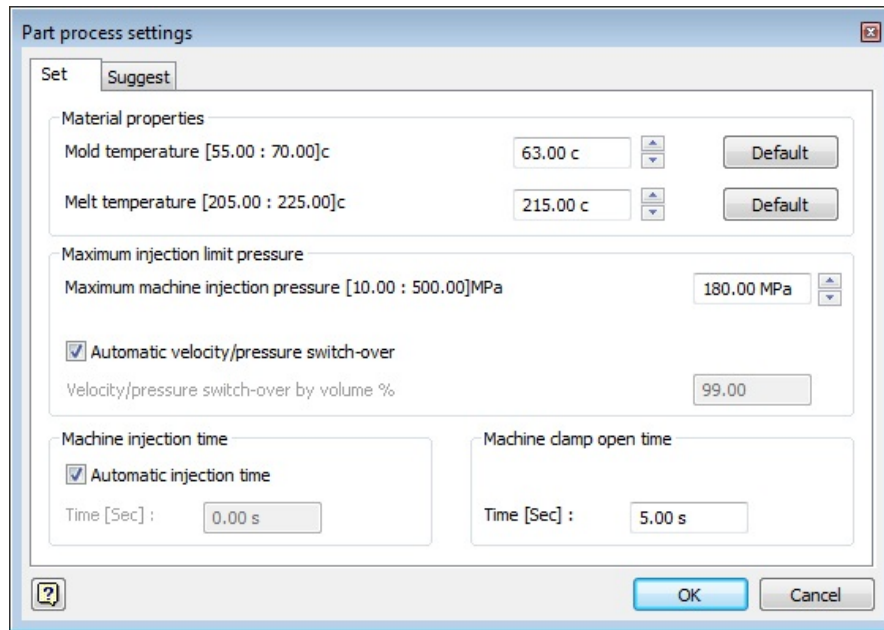 Part process settings
Set Suggest
Material properties
Mold temperature [55.00 : 70.00]c 63.00 c Default
Melt temperature [205.00 : 225.00]c 215.00 c Default
Maximum injection limit pressure
Maximum machine injection pressure [10.00 : 500.00]MPa 180.00 MPa
Automatic velocity/pressure switch-over
Velocity/pressure switch-over by volume % 99.00
Machine injection time Machine clamp open time
Automatic injection time
Time [Sec] : 0.00 s Time [Sec] : 5.00 s
? OK Cancel